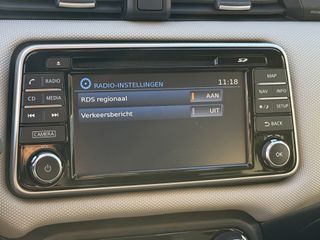 SD
RADIO-INSTELLINGEN 11:18
RDS regionaal AAN
Verkeersbericht UIT
RADIO
CD MEDIA
CAMERA
MAP
NAV INFO
SETUP
BACK
OK